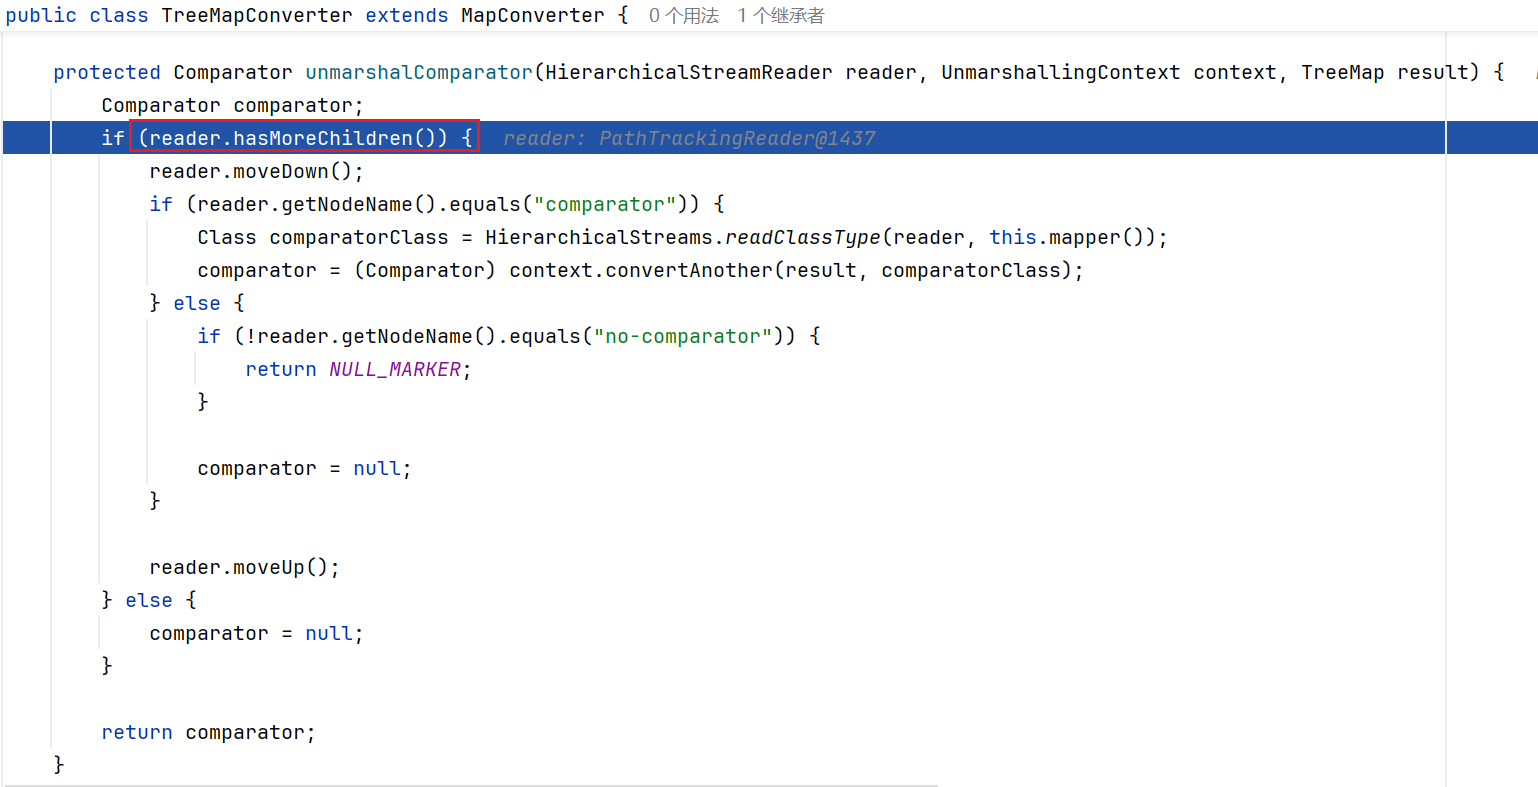 public class TreeMapConverter extends MapConverter { 0 个用法 1 个继承者
protected Comparator unmarshalComparator(HierarchicalStreamReader reader, UnmarshallingContext context, TreeMap result) {
Comparator comparator;
if (reader.hasMoreChildren()) { reader: PathTrackingReader@1437
reader.moveDown();
if (reader.getNodeName().equals("comparator")) {
Class comparatorClass = HierarchicalStreams.readClassType(reader, this.mapper());
comparator = (Comparator) context.convertAnother(result, comparatorClass);
} else {
if (!reader.getNodeName().equals("no-comparator")) {
return NULL_MARKER;
}
comparator = null;
}
reader.moveUp();
} else {
comparator = null;
}
return comparator;
}